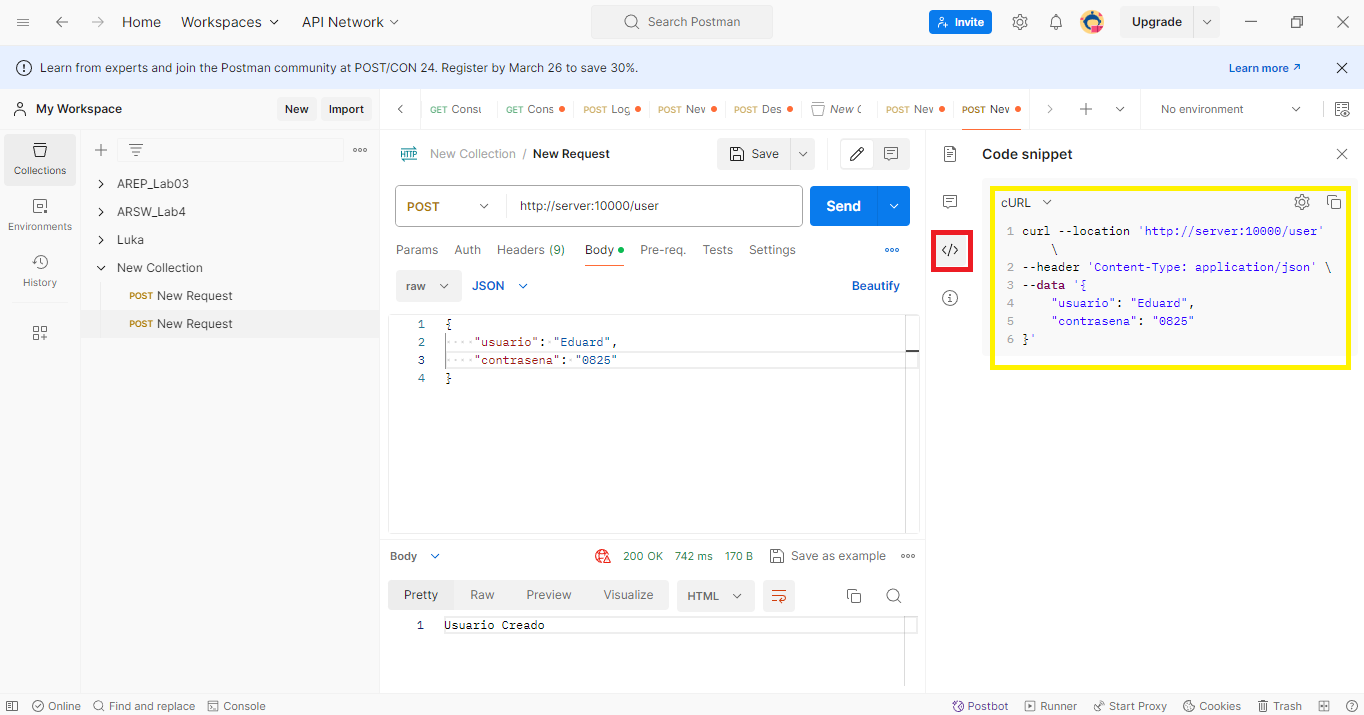 Home Workspaces API Network Search Postman Invite Upgrade
Learn from experts and join the Postman community at POST/CON 24. Register by March 26 to save 30%. Learn more
My Workspace New Import
GET Consu GET Cons POST Log POST Nev POST Des New C POST Nev POST Nev No environment
Collections
Environments
History
AREP_Lab03
ARSW_Lab4
Luka
New Collection
POST New Request
POST New Request
HTTP New Collection / New Request Save
POST http://server:10000/user Send
Params Auth Headers (9) Body Pre-req. Tests Settings
raw JSON Beautify
1 {
2 "usuario": "Eduard",
3 "contrasena": "0825"
4 }
Body 200 OK 742 ms 170 B Save as example
Pretty Raw Preview Visualize HTML
1 Usuario Creado
Code snippet
cURL
1 curl --location 'http://server:10000/user'
\
2 --header 'Content-Type: application/json' \
3 --data '{
4 "usuario": "Eduard",
5 "contrasena": "0825"
6 }'
Online Find and replace Console Postbot Runner Start Proxy Cookies Trash